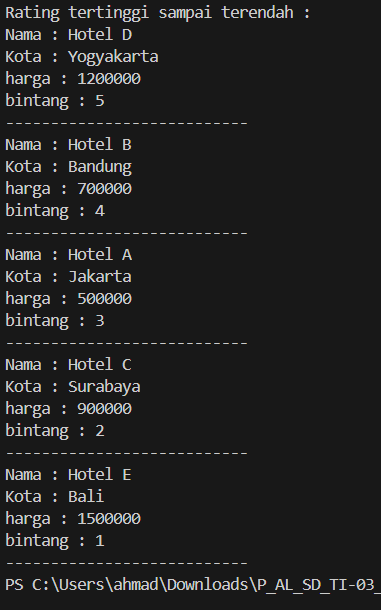 Rating tertinggi sampai terendah :
Nama : Hotel D
Kota : Yogyakarta
harga : 1200000
bintang : 5
---------------------------
Nama : Hotel B
Kota : Bandung
harga : 700000
bintang : 4
---------------------------
Nama : Hotel A
Kota : Jakarta
harga : 500000
bintang : 3
---------------------------
Nama : Hotel C
Kota : Surabaya
harga : 900000
bintang : 2
---------------------------
Nama : Hotel E
Kota : Bali
harga : 1500000
bintang : 1
---------------------------
PS C:\Users\ahmad\Downloads\P_AL_SD_TI-03_